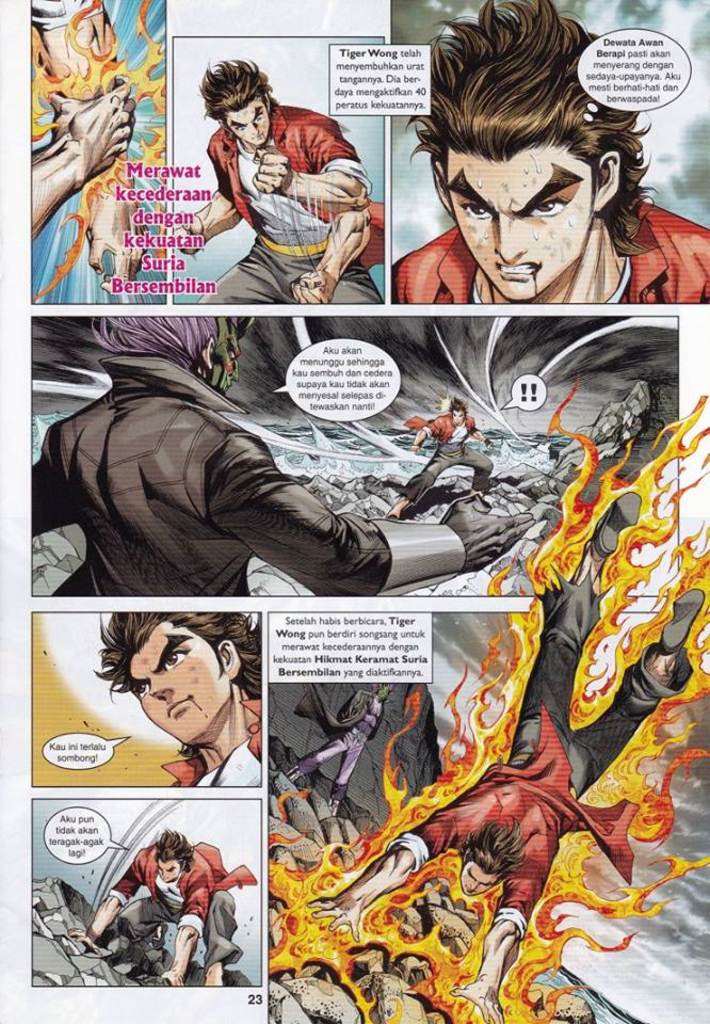 Tiger Wong telah
menyembuhkan urat
tangannya. Dia ber-
daya mengaktifkan 40
peratus kekuatannya.
Dewata Awan
Berapi pasti akan
menyerang dengan
sedaya-upayanya. Aku
mesti berhati-hati dan
berwaspada!
Merawat
kecederaan
dengan
kekuatan
Suria
Bersembilan
Aku akan
menunggu sehingga
kau sembuh dan cedera
supaya kau tidak akan
menyesal selepas di-
tewaskan nanti!
!!
Kau ini terlalu
sombong!
Setelah habis berbicara, Tiger
Wong pun berdiri songsang untuk
merawat kecederaannya dengan
kekuatan Hikmat Keramat Suria
Bersembilan yang diaktifkannya.
Aku pun
tidak akan
teragak-agak
lagi!
23